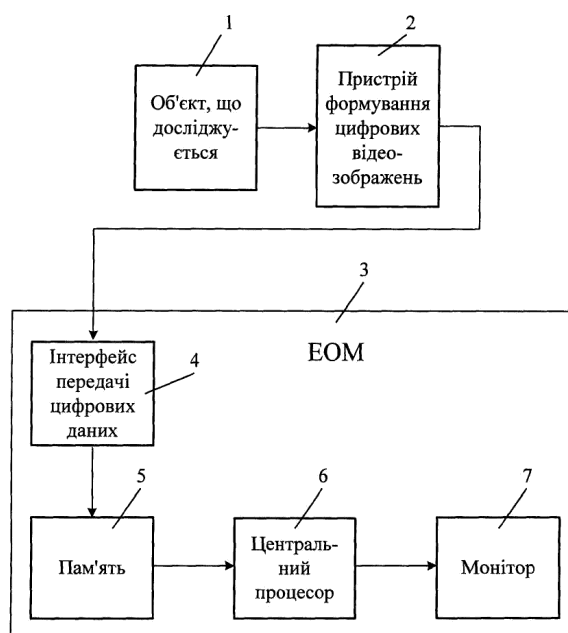 1
2
Об'єкт, що
досліджу-
ється
Пристрій
формування
цифрових
відео-
зображень
3
ЕОМ
Інтерфейс
передачі
цифрових
даних
4
5
6
7
Пам'ять
Централь-
ний
процесор
Монітор